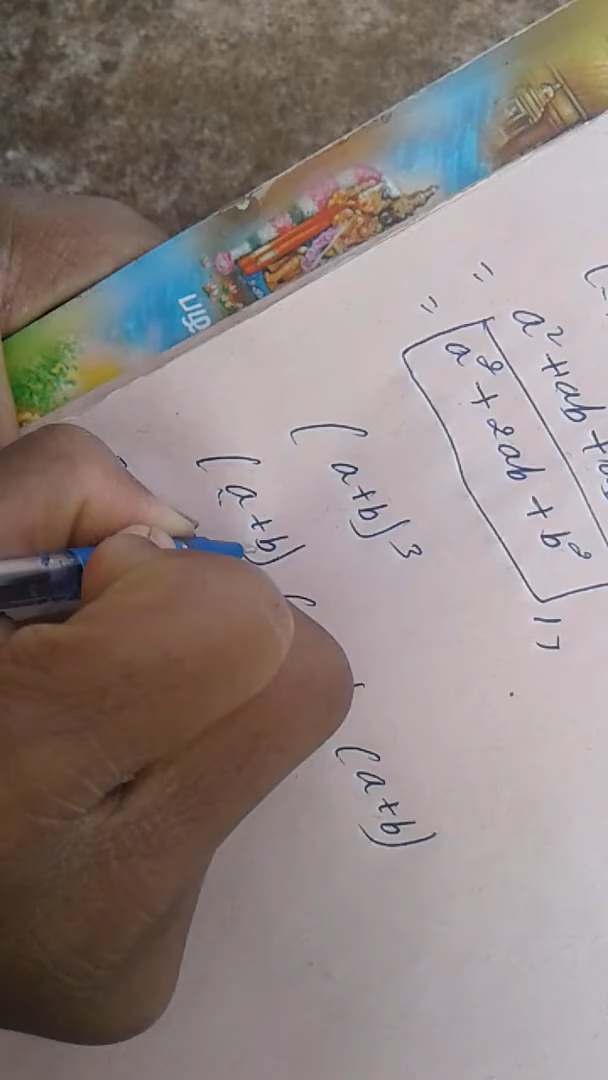 = a² + ab +
= a² + 2ab + b²
(a+b)³
(a+b) (a+b)